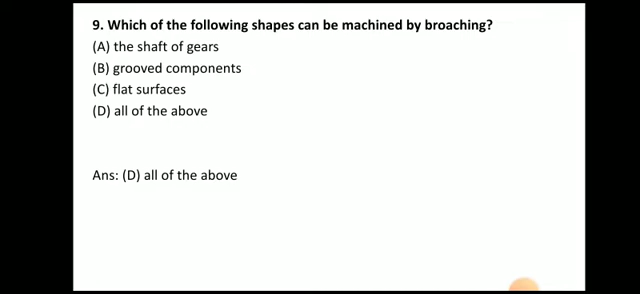 9. Which of the following shapes can be machined by broaching?
(A) the shaft of gears
(B) grooved components
(C) flat surfaces
(D) all of the above
Ans: (D) all of the above